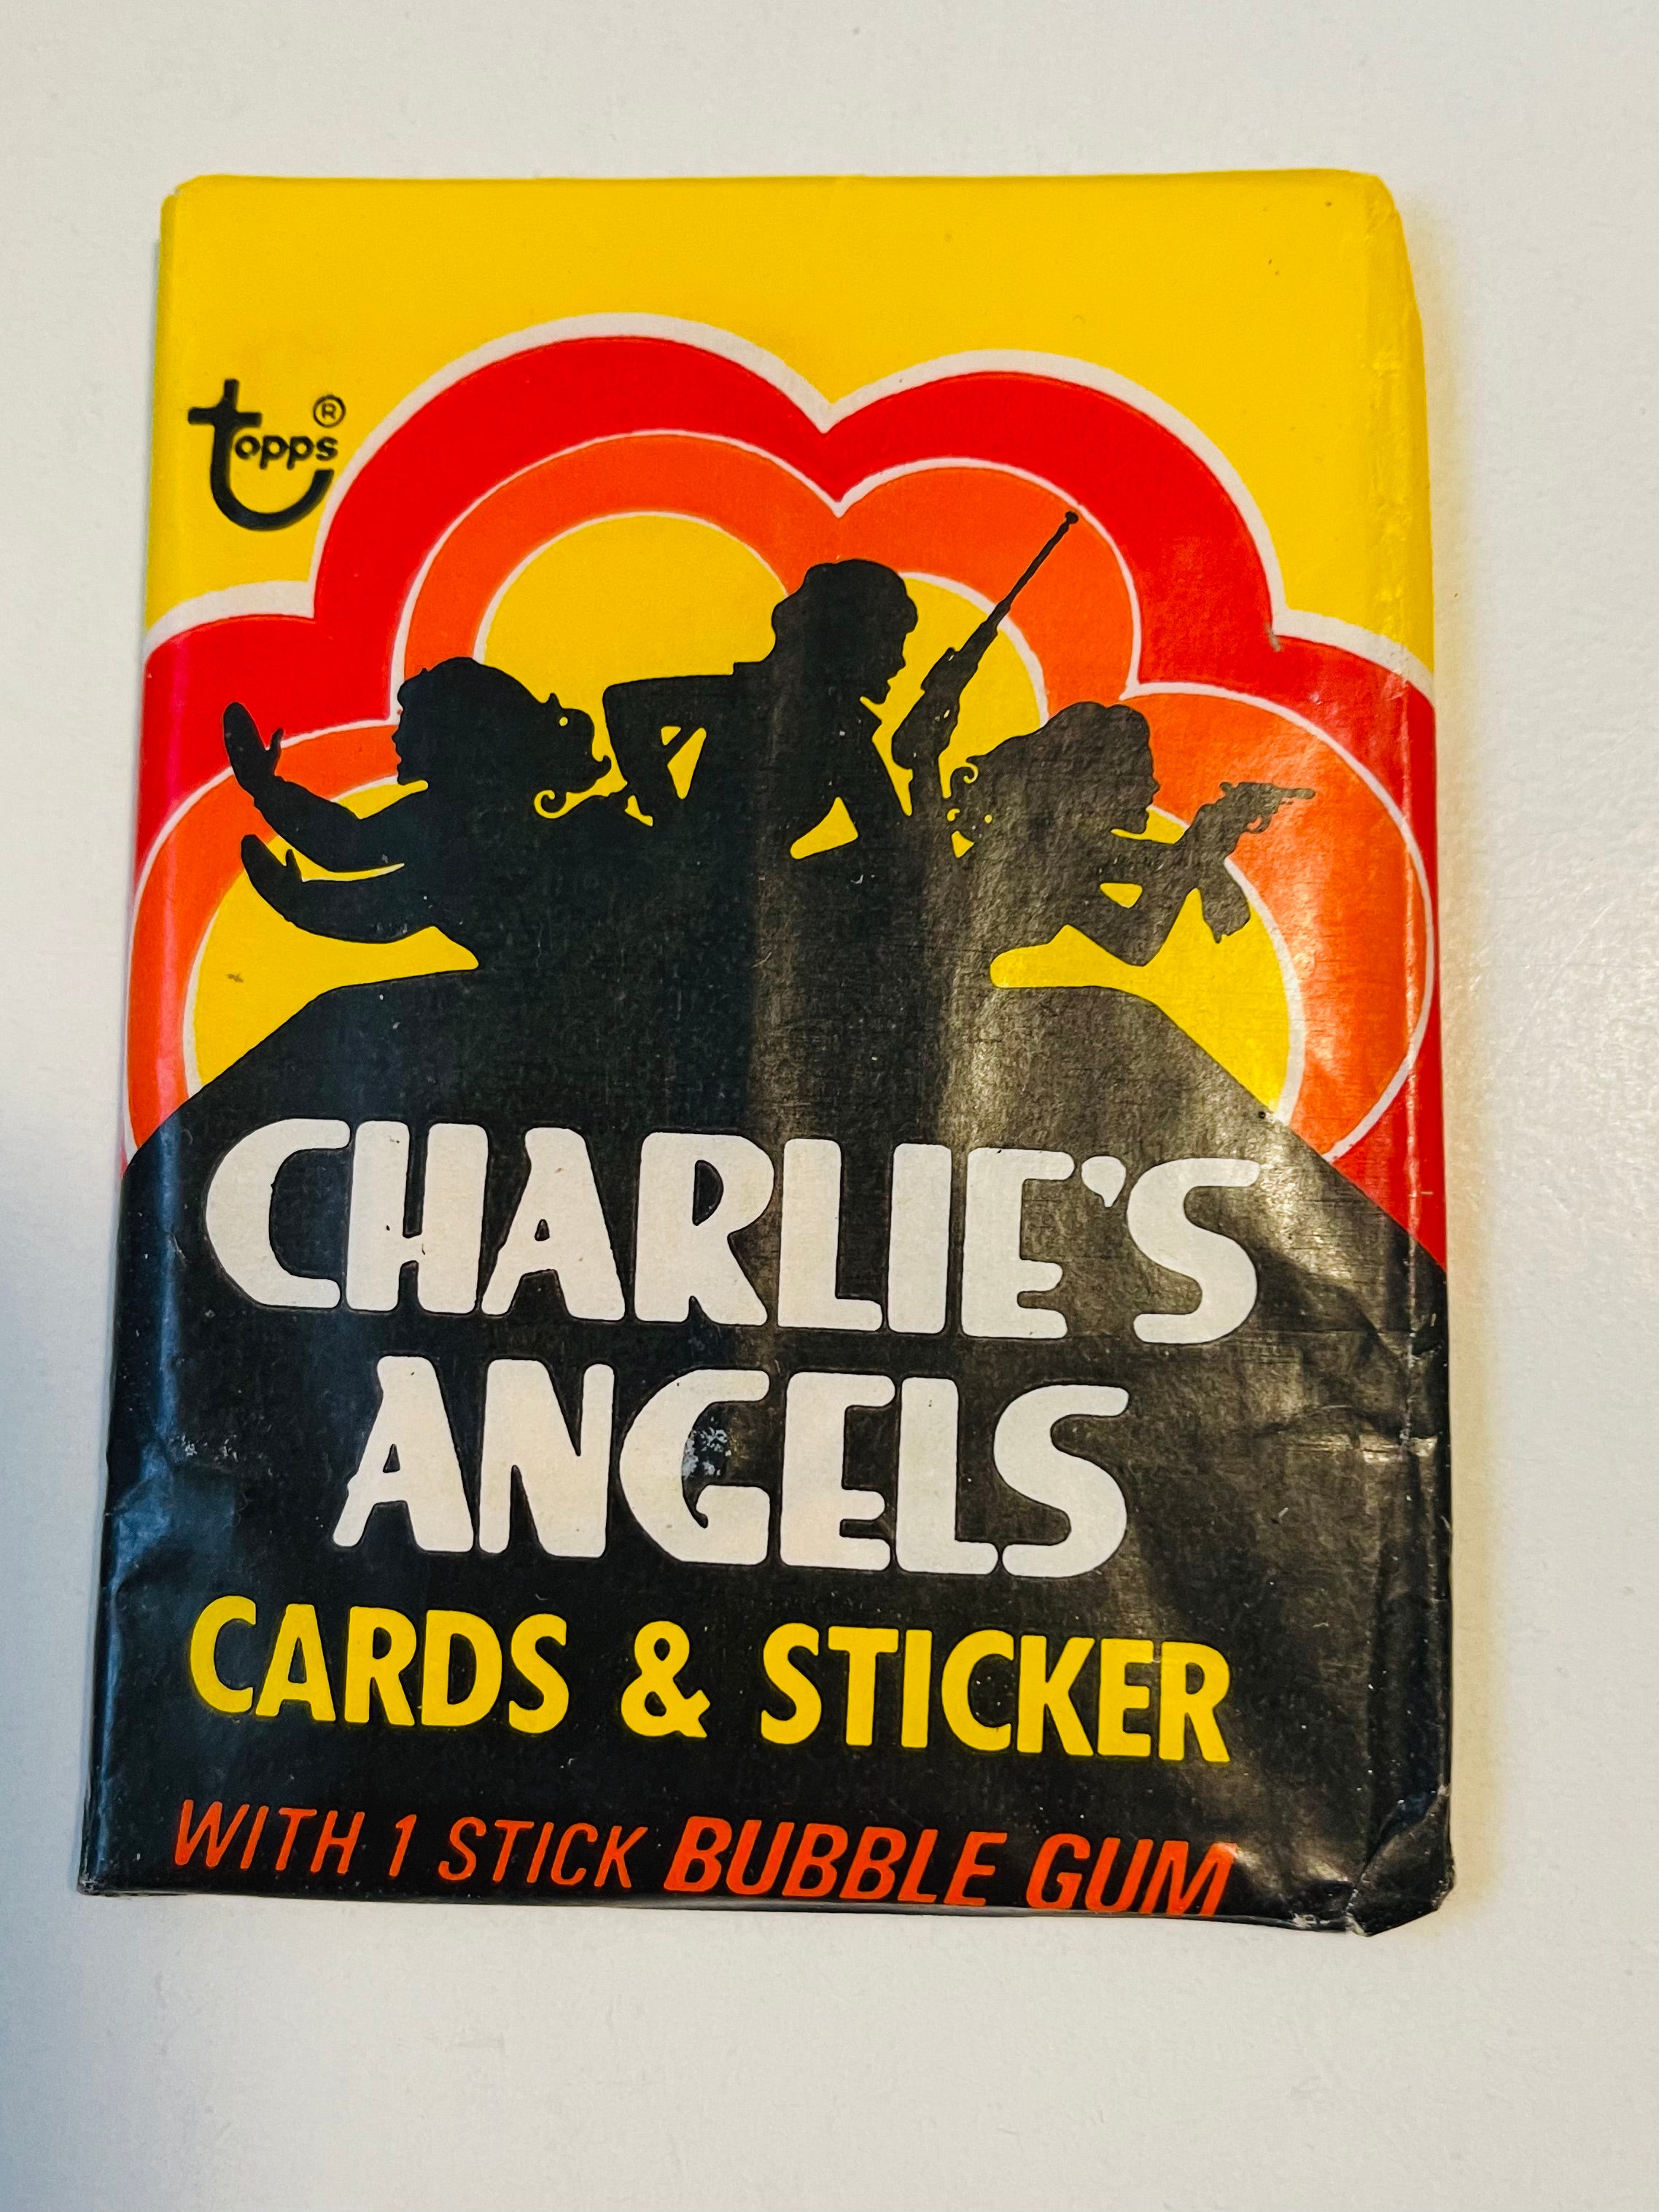 topps®
CHARLIE'S
ANGELS
CARDS & STICKER
WITH 1 STICK BUBBLE GUM